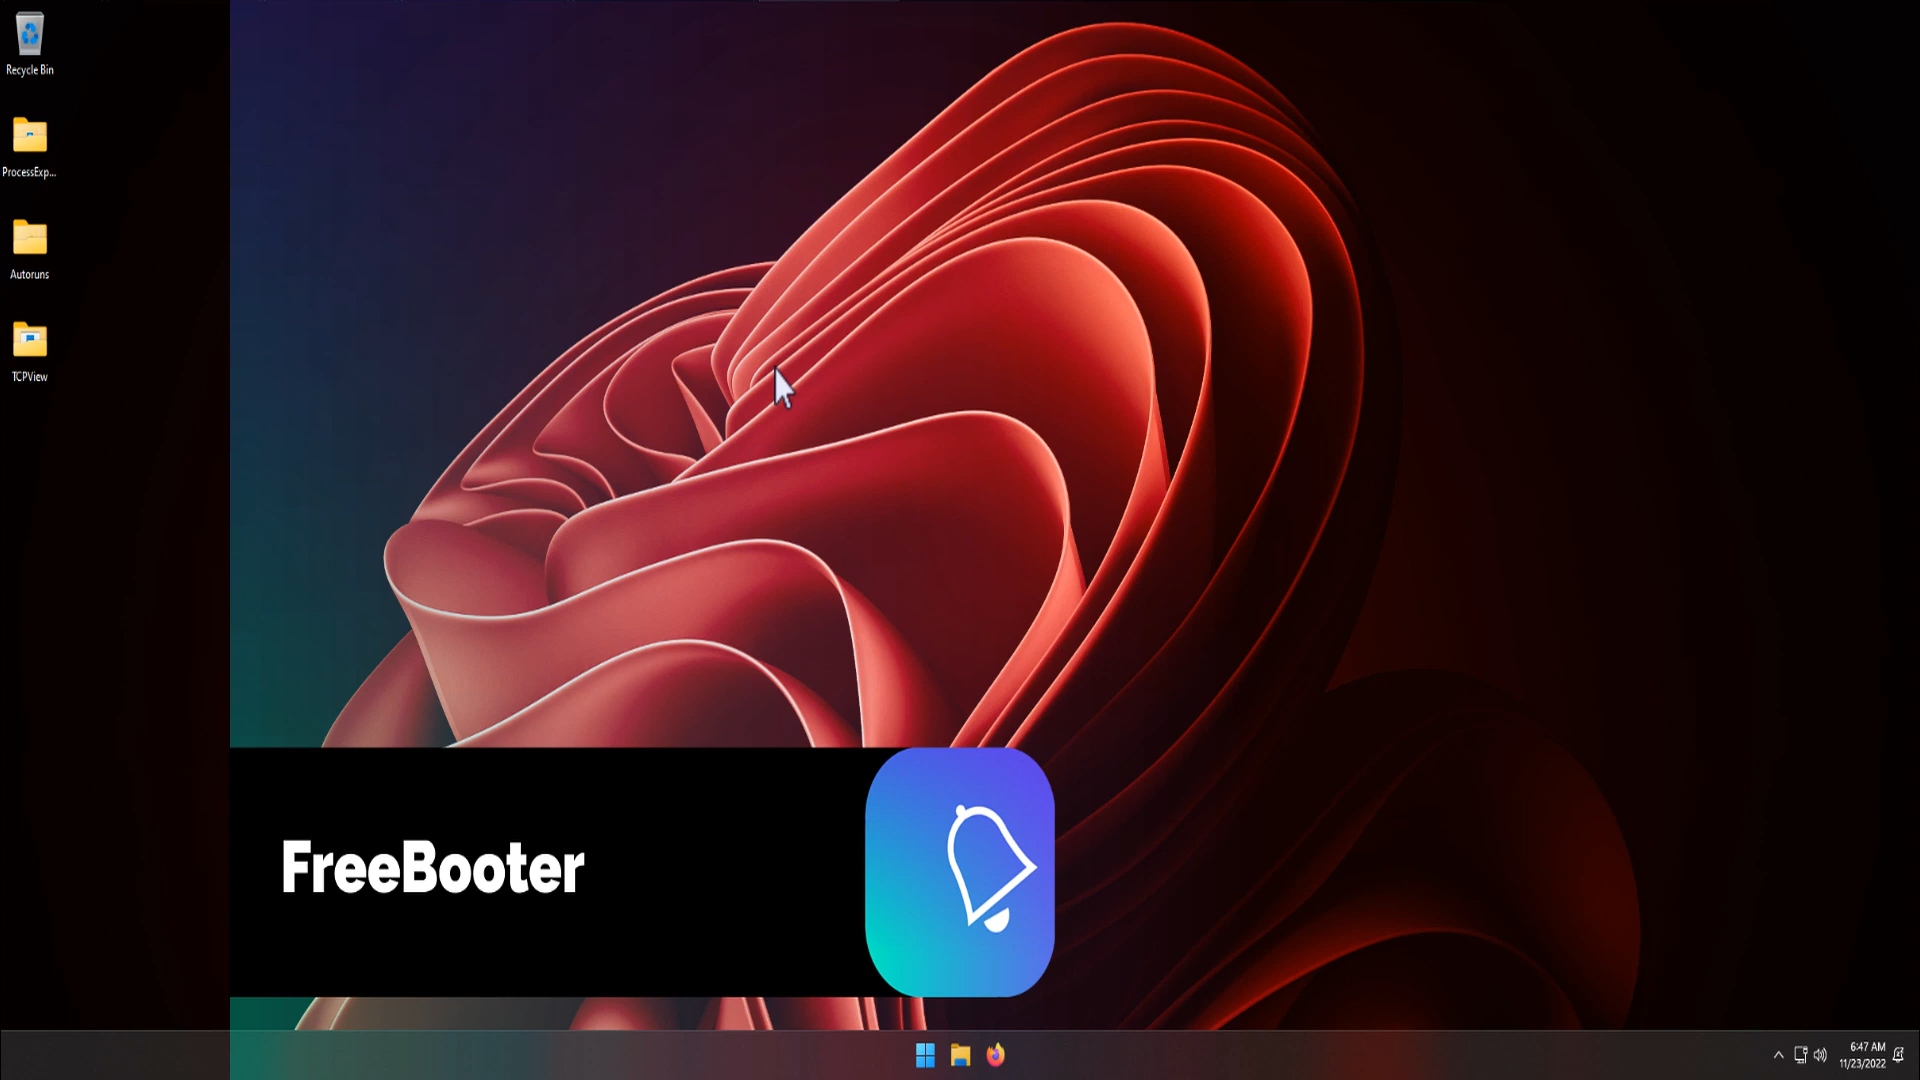 Recycle Bin
ProcessExp...
Autoruns
TCPView
FreeBooter
6:47 AM
11/23/2022